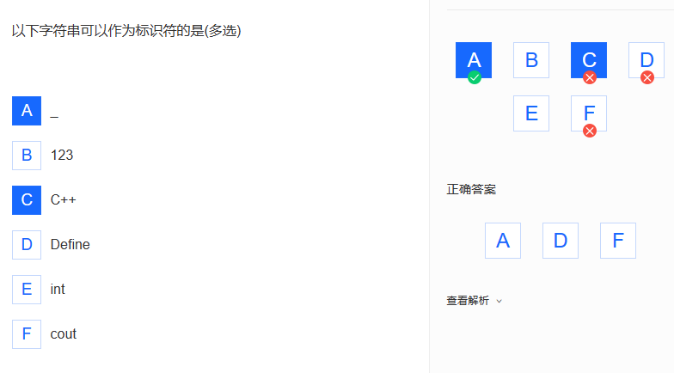 以下字符串可以作为标识符的是(多选)
A _
B 123
C C++
D Define
E int
F cout
A B C D
E F
正确答案
A D F
查看解析